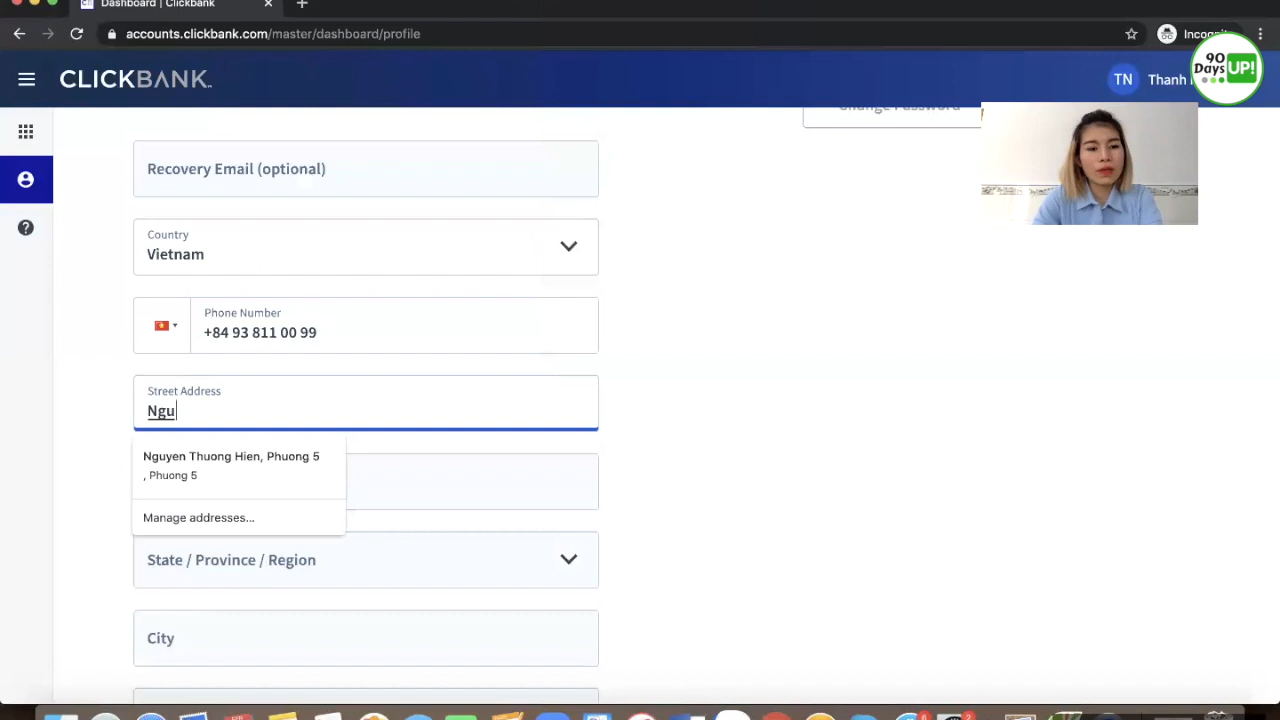 Dashboard | Clickbank
accounts.clickbank.com/master/dashboard/profile
90
Days UP!
CLICKBANK
TN Thanh
Change Password
Recovery Email (optional)
Country
Vietnam
Phone Number
+84 93 811 00 99
Street Address
Ngu
Nguyen Thuong Hien, Phuong 5
, Phuong 5
Manage addresses...
State / Province / Region
City